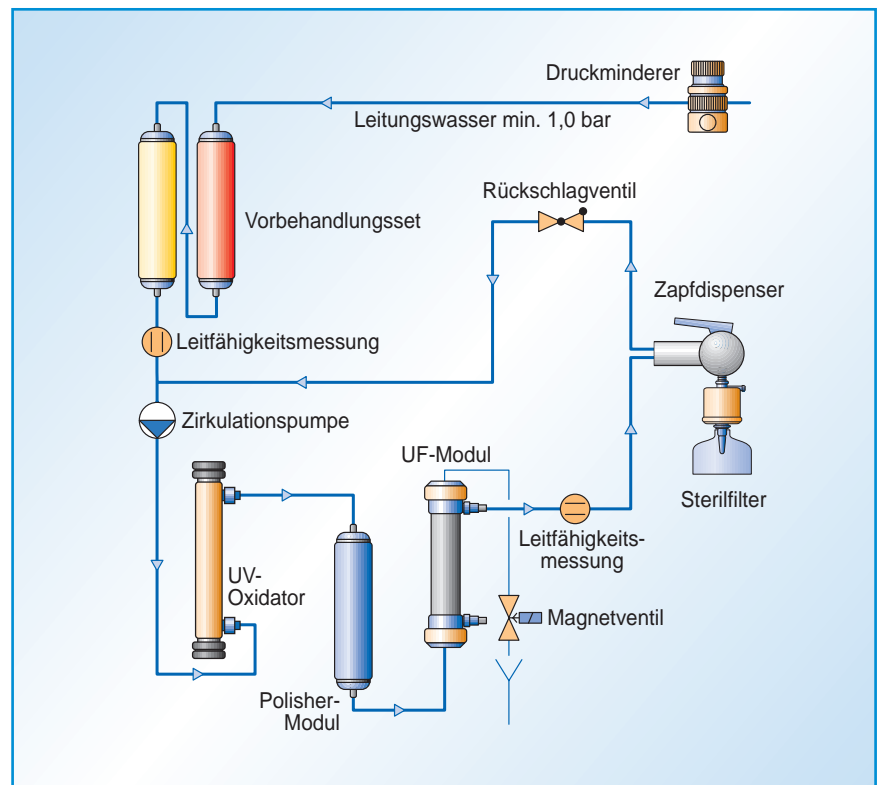 Druckminderer
Leitungswasser min. 1,0 bar
Rückschlagventil
Vorbehandlungsset
Zapfdispenser
Leitfähigkeitsmessung
Zirkulationspumpe
UF-Modul
Sterilfilter
Leitfähigkeits-
messung
UV-
Oxidator
Magnetventil
Polisher-
Modul